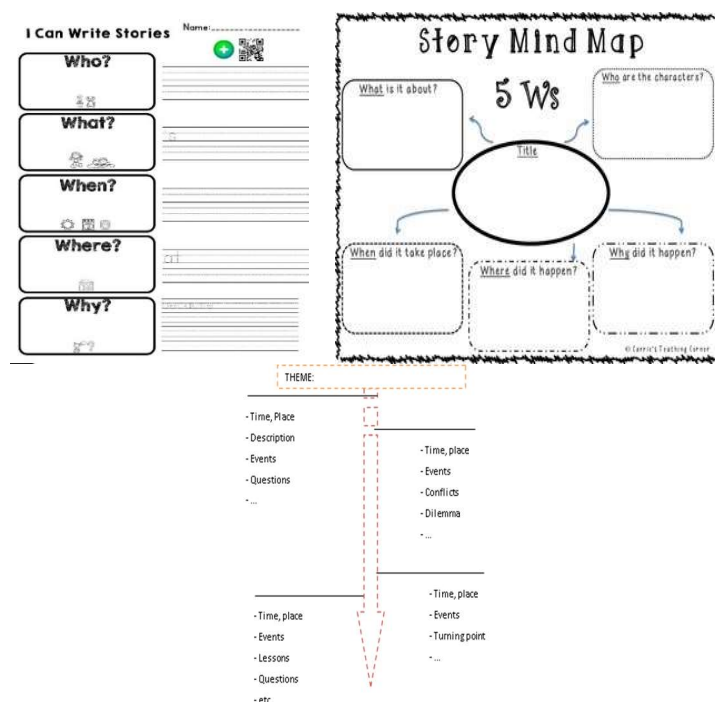 I Can Write Stories
Name:
Who?
What?
is
When?
Where?
at
Why?
Story Mind Map
5 Ws
What is it about?
Who are the characters?
Title
When did it take place?
Where did it happen?
Why did it happen?
© Carrie's Teaching Corner
THEME:
- Time, Place
- Description
- Events
- Questions
- ...
- Time, place
- Events
- Conflicts
- Dilemma
- ...
- Time, place
- Events
- Turning point
- ...
- Time, place
- Events
- Lessons
- Questions
- etc